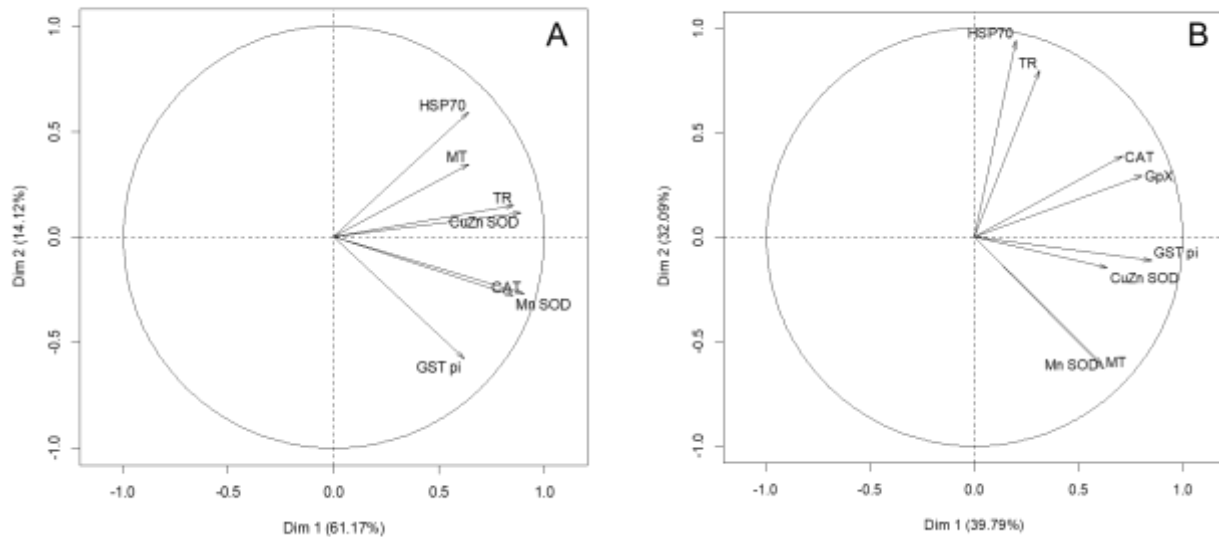 A
HSP70
MT
TR
CuZn SOD
CAT
Mn SOD
GST pi
1.0
0.5
0.0
-0.5
-1.0
Dim 2 (14.12%)
-1.0 -0.5 0.0 0.5 1.0
Dim 1 (61.17%)
B
HSP70
TR
CAT
GpX
GST pi
CuZn SOD
Mn SOD MT
1.0
0.5
0.0
-0.5
-1.0
Dim 2 (32.09%)
-1.0 -0.5 0.0 0.5 1.0
Dim 1 (39.79%)